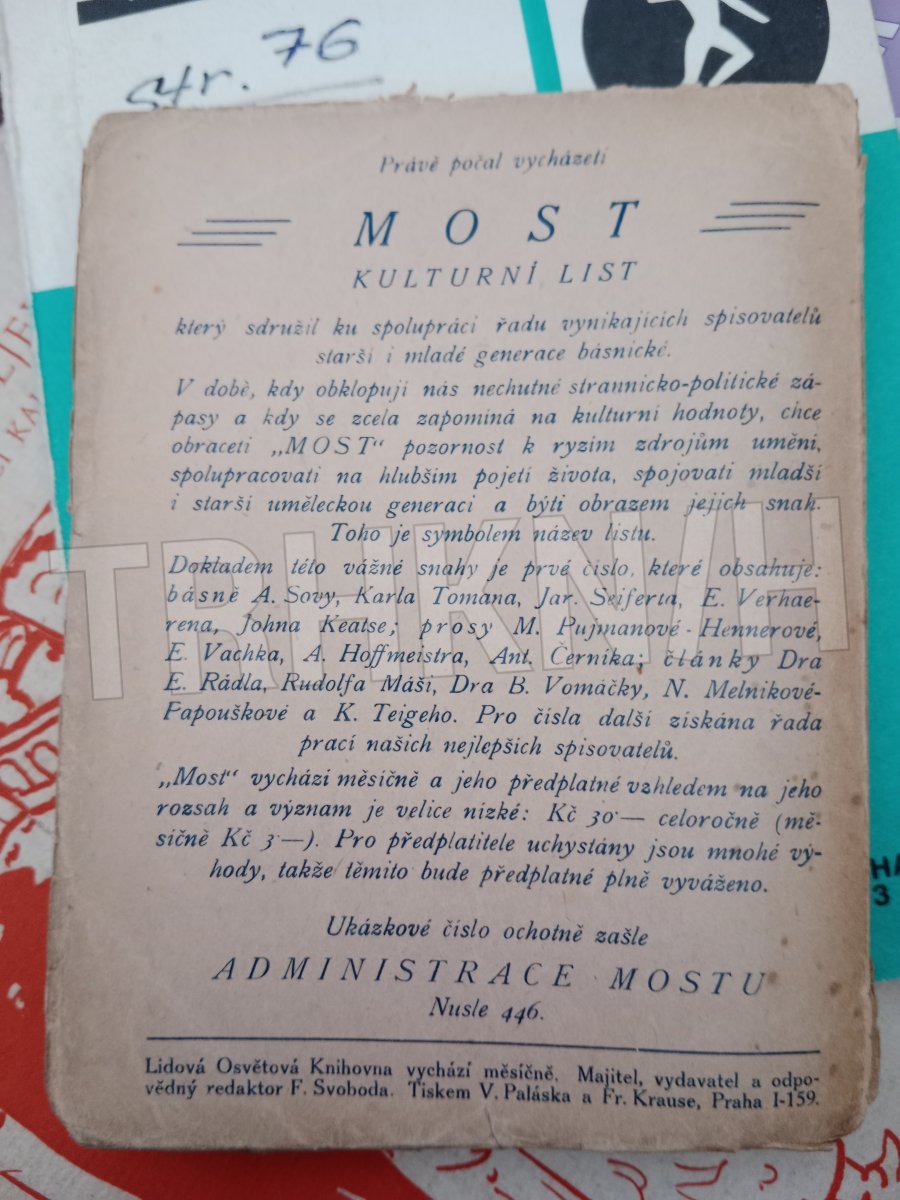 str. 76
Právě počal vycházeti
MOST
KULTURNÍ LIST
který sdružil ku spolupráci řadu vynikajících spisovatelů
starší i mladé generace básnické.
V době, kdy obklopují nás nechutné strannicko-politické zá-
pasy a kdy se zcela zapomíná na kulturní hodnoty, chce
obraceti „MOST“ pozornost k ryzím zdrojům umění,
spolupracovati na hlubším pojetí života, spojovati mladší
i starší uměleckou generaci a býti obrazem jejich snah.
Toho je symbolem název listu.
Dokladem této vážné snahy je prvé číslo, které obsahuje:
básně A. Sovy, Karla Tomana, Jar. Seiferta, E. Verhae-
rena, Johna Keatse; prosy M. Pujmanové-Hennerové,
E. Vachka, A. Hoffmeistra, Ant. Černíka; články Dra
E. Rádla, Rudolfa Máši, Dra B. Vomáčky, N. Melnikové-
Papouškové a K. Teigeho. Pro čísla další získána řada
prací našich nejlepších spisovatelů.
„Most“ vychází měsíčně a jeho předplatné vzhledem na jeho
rozsah a význam je velice nízké: Kč 30·— celoročně (mě-
síčně Kč 3·—). Pro předplatitele uchystány jsou mnohé vý-
hody, takže těmito bude předplatné plně vyváženo.
Ukázkové číslo ochotně zašle
ADMINISTRACE MOSTU
Nusle 446.
Lidová Osvětová Knihovna vychází měsíčně. Majitel, vydavatel a odpo-
vědný redaktor F. Svoboda. Tiskem V. Paláska a Fr. Krause, Praha I-159.
TRHKNIH